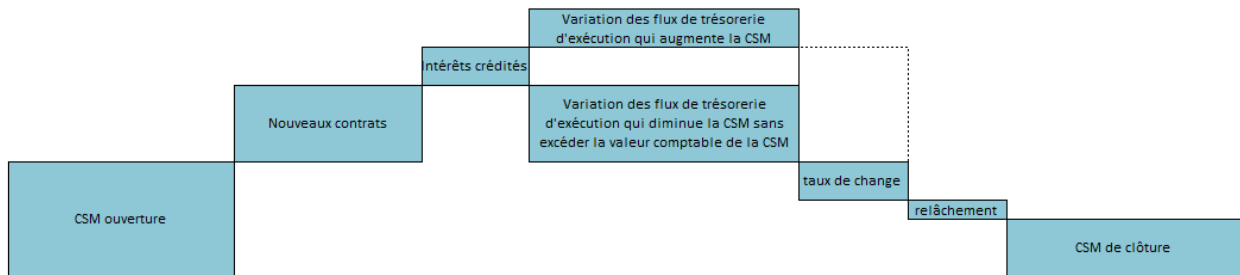 Variation des flux de trésorerie
d'exécution qui augmente la CSM
Intérêts crédités
Nouveaux contrats
Variation des flux de trésorerie
d'exécution qui diminue la CSM sans
excéder la valeur comptable de la CSM
CSM ouverture
taux de change
relâchement
CSM de clôture